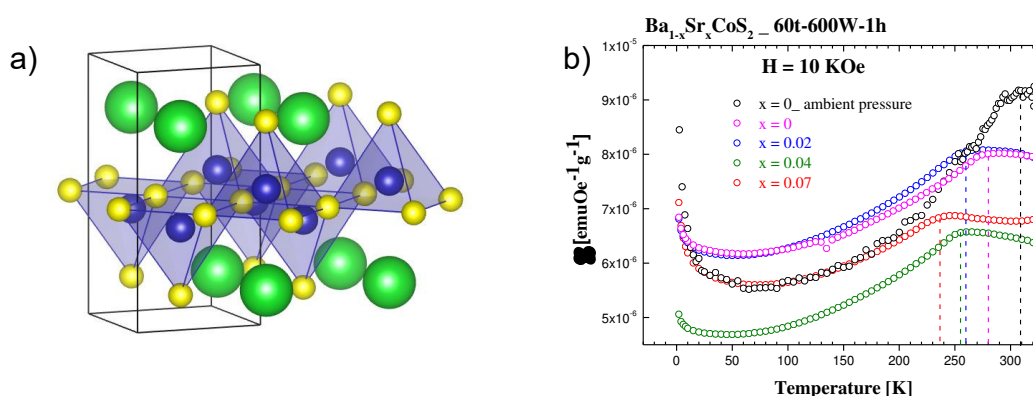 a)
b)
Ba1-xSrxCoS2 _ 60t-600W-1h
H = 10 KOe
x = 0_ ambient pressure
x = 0
x = 0.02
x = 0.04
x = 0.07
1x10⁻⁵
9x10⁻⁶
8x10⁻⁶
7x10⁻⁶
6x10⁻⁶
5x10⁻⁶
[emuOe⁻¹g⁻¹]
0 50 100 150 200 250 300
Temperature [K]